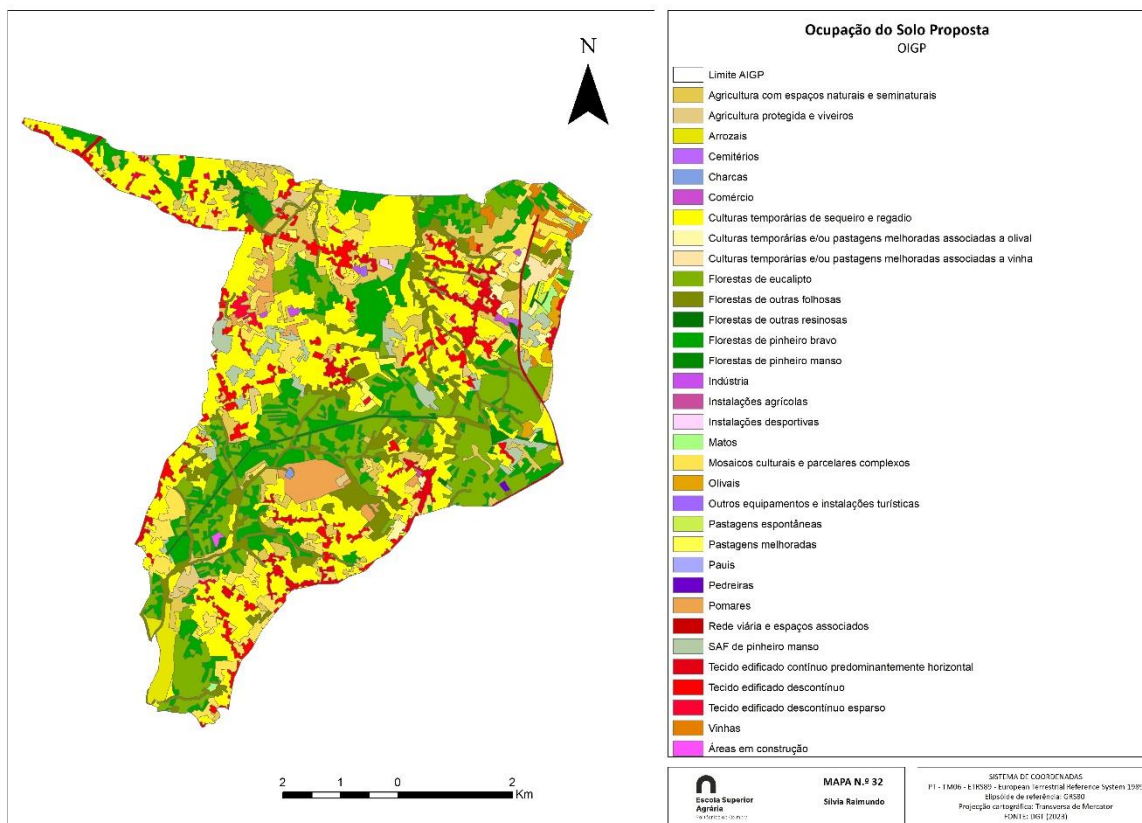 N
2 1 0 2
Km
Ocupação do Solo Proposta
OIGP
Limite AIGP
Agricultura com espaços naturais e seminaturais
Agricultura protegida e viveiros
Arrozais
Cemitérios
Charcas
Comércio
Culturas temporárias de sequeiro e regadio
Culturas temporárias e/ou pastagens melhoradas associadas a olival
Culturas temporárias e/ou pastagens melhoradas associadas a vinha
Florestas de eucalipto
Florestas de outras folhosas
Florestas de outras resinosas
Florestas de pinheiro bravo
Florestas de pinheiro manso
Indústria
Instalações agrícolas
Instalações desportivas
Matos
Mosaicos culturais e parcelares complexos
Olivais
Outros equipamentos e instalações turísticas
Pastagens espontâneas
Pastagens melhoradas
Pauis
Pedreiras
Pomares
Rede viária e espaços associados
SAF de pinheiro manso
Tecido edificado contínuo predominantemente horizontal
Tecido edificado descontínuo
Tecido edificado descontínuo esparso
Vinhas
Áreas em construção
Escola Superior
Agrária
MAPA N.º 32
Sílvia Raimundo
SISTEMA DE COORDENADAS
PT - TM06 - ETRS89 - European Terrestrial Reference System 1989
Elipsóide de referência: GRS80
Projecção cartográfica: Transversa de Mercator
FONTE: DGT (2023)